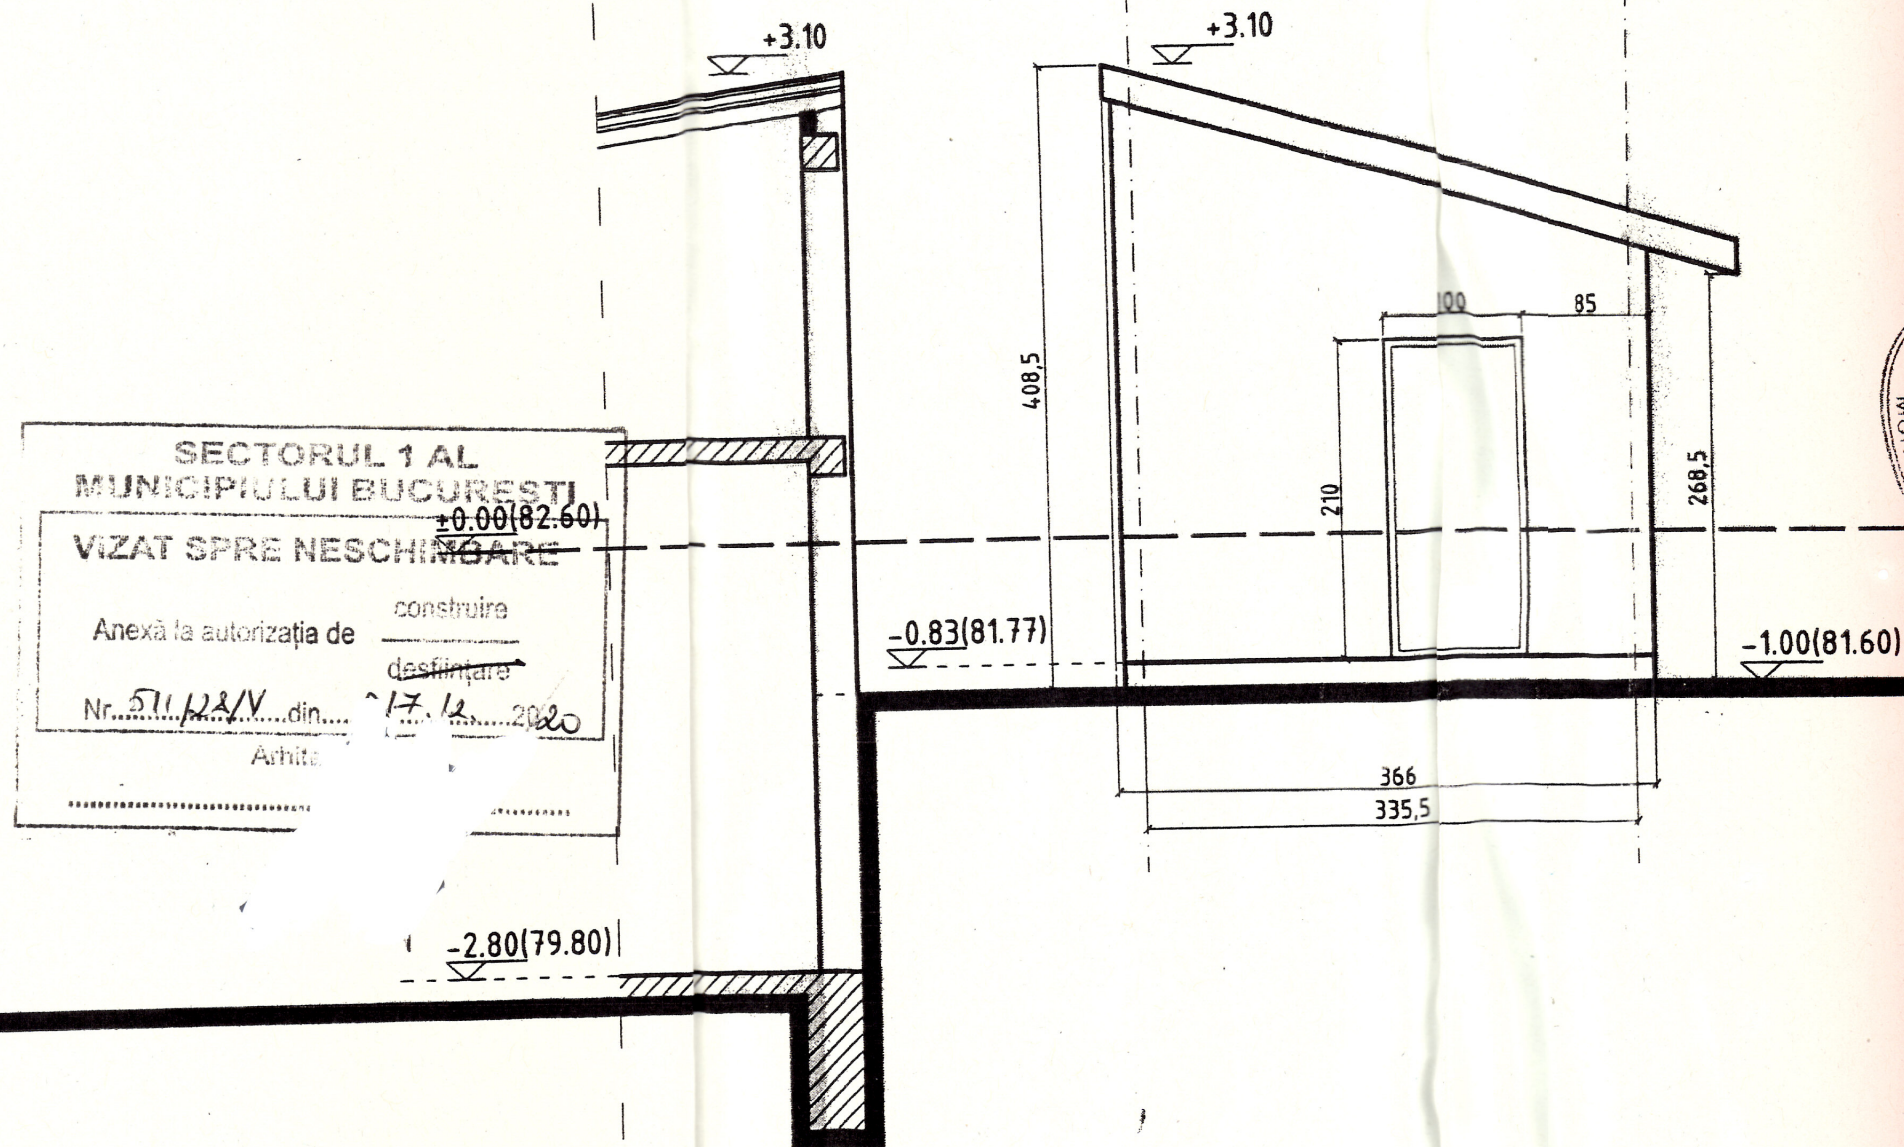 +3.10
+3.10
100
85
408,5
210
268,5
SECTORUL 1 AL
MUNICIPIULUI BUCUREȘTI
±0.00(82.60)
VIZAT SPRE NESCHIMBARE
construire
Anexă la autorizația de
desființare
Nr. 511/28/V din 17.12. 2020
-0.83(81.77)
-1.00(81.60)
366
335,5
-2.80(79.80)